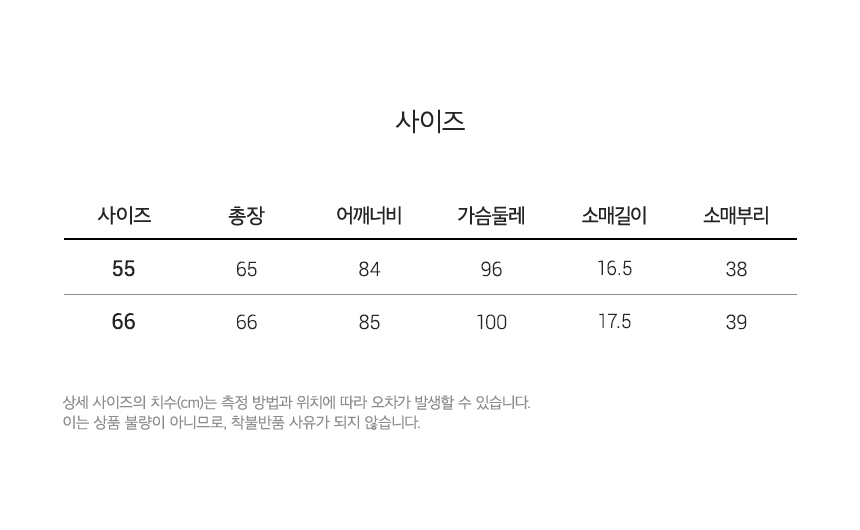 사이즈
사이즈 총장 어깨너비 가슴둘레 소매길이 소매부리
55 65 84 96 16.5 38
66 66 85 100 17.5 39
상세 사이즈의 치수(cm)는 측정 방법과 위치에 따라 오차가 발생할 수 있습니다.
이는 상품 불량이 아니므로, 착불반품 사유가 되지 않습니다.